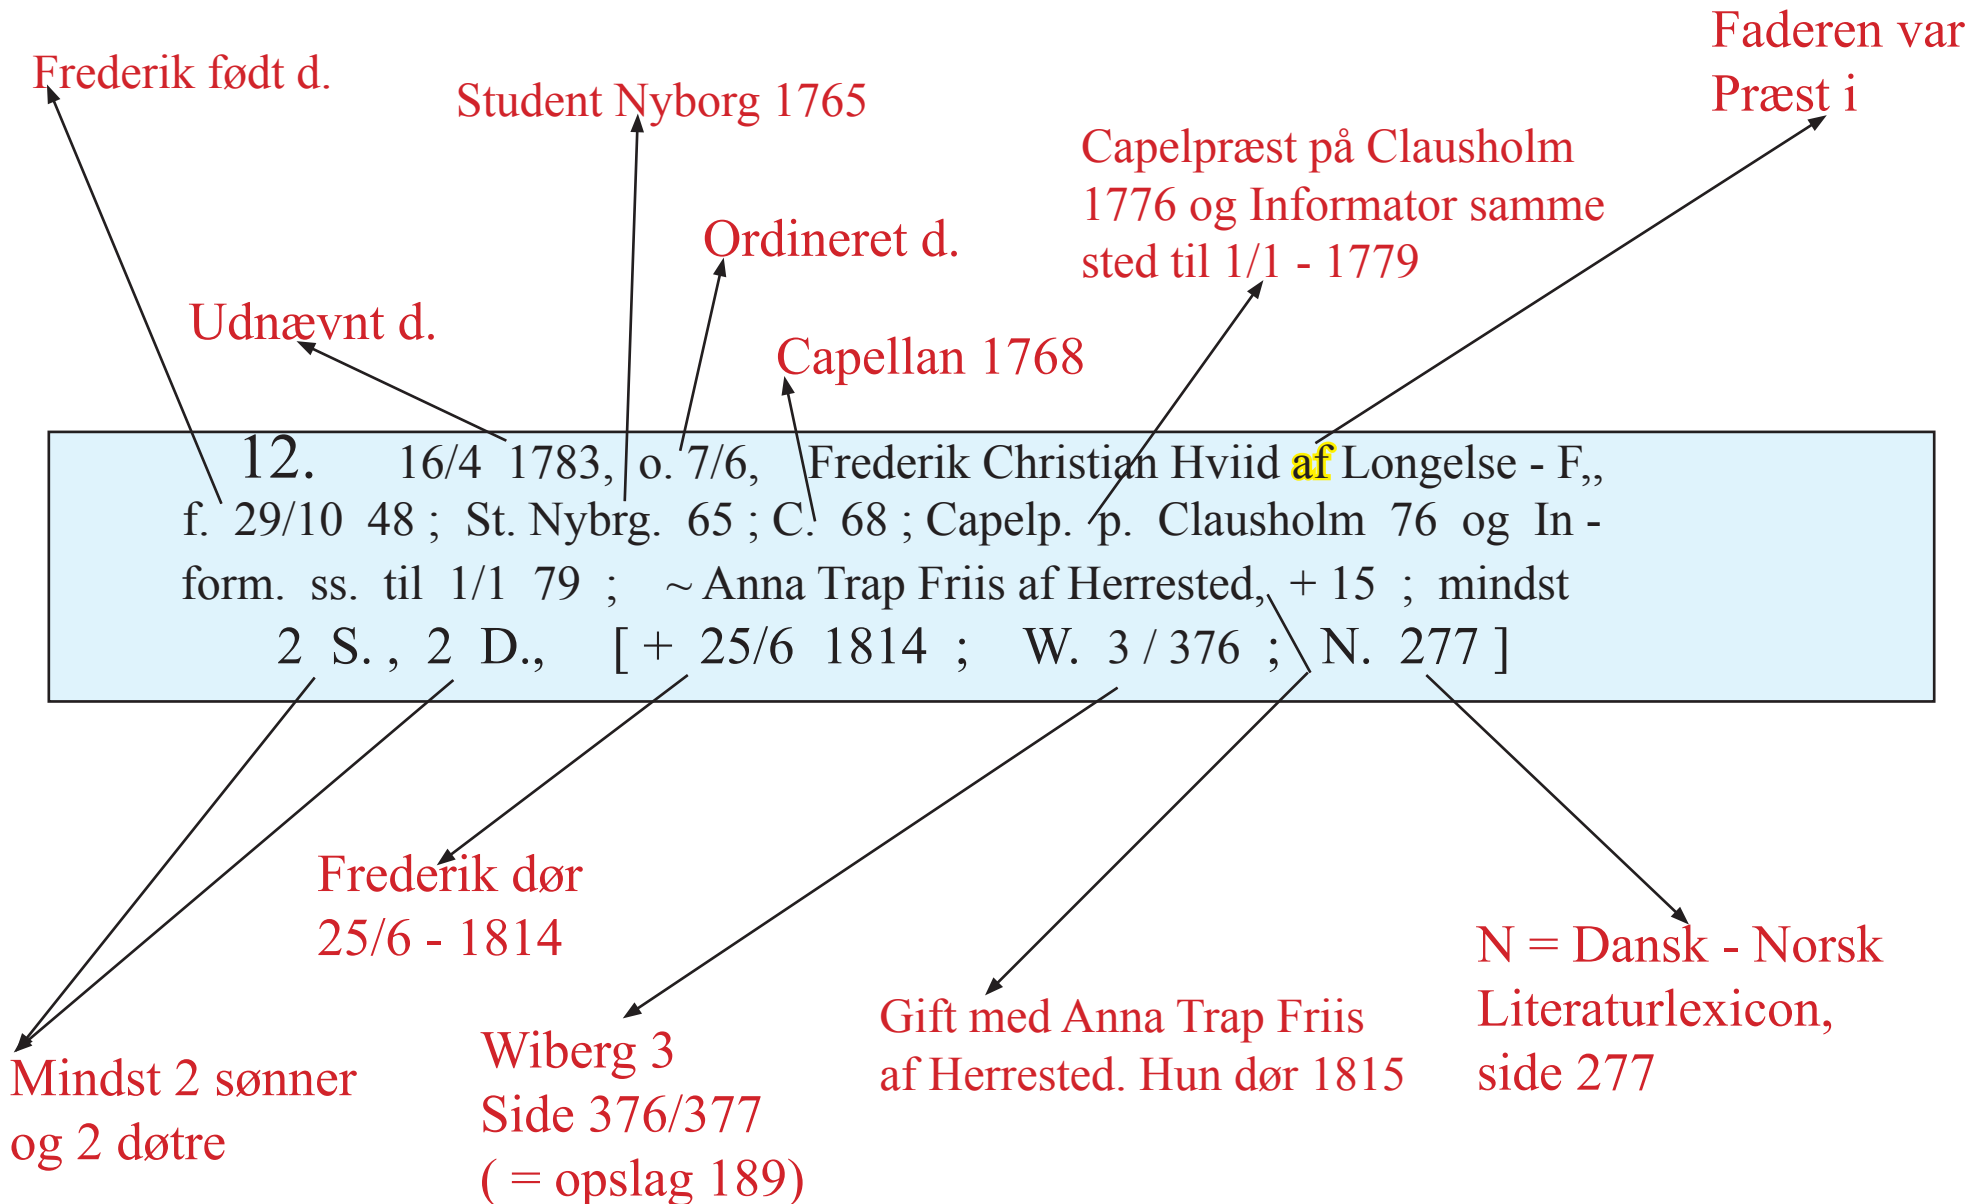 Faderen var
Præst i
Frederik født d.
Student Nyborg 1765
Capelpræst på Clausholm
1776 og Informator samme
sted til 1/1 - 1779
Ordineret d.
Udnævnt d.
Capellan 1768
12. 16/4 1783, o. 7/6, Frederik Christian Hviid af Longelse - F,,
f. 29/10 48 ; St. Nybrg. 65 ; C. 68 ; Capelp. p. Clausholm 76 og In -
form. ss. til 1/1 79 ; ~ Anna Trap Friis af Herrested, + 15 ; mindst
2 S. , 2 D., [ + 25/6 1814 ; W. 3 / 376 ; N. 277 ]
Frederik dør
25/6 - 1814
N = Dansk - Norsk
Literaturlexicon,
side 277
Gift med Anna Trap Friis
af Herrested. Hun dør 1815
Wiberg 3
Side 376/377
( = opslag 189)
Mindst 2 sønner
og 2 døtre